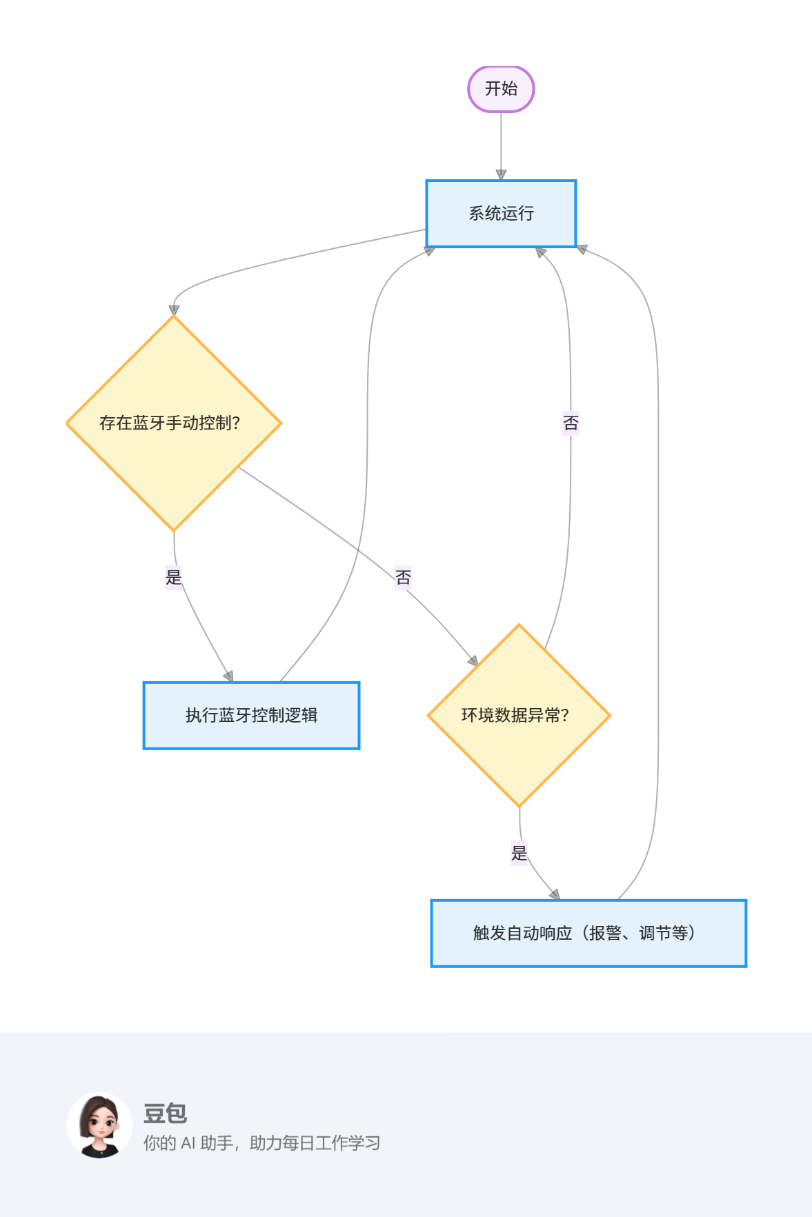 开始
系统运行
存在蓝牙手动控制？
否
是
否
执行蓝牙控制逻辑
环境数据异常？
是
触发自动响应（报警、调节等）
豆包
你的 AI 助手，助力每日工作学习